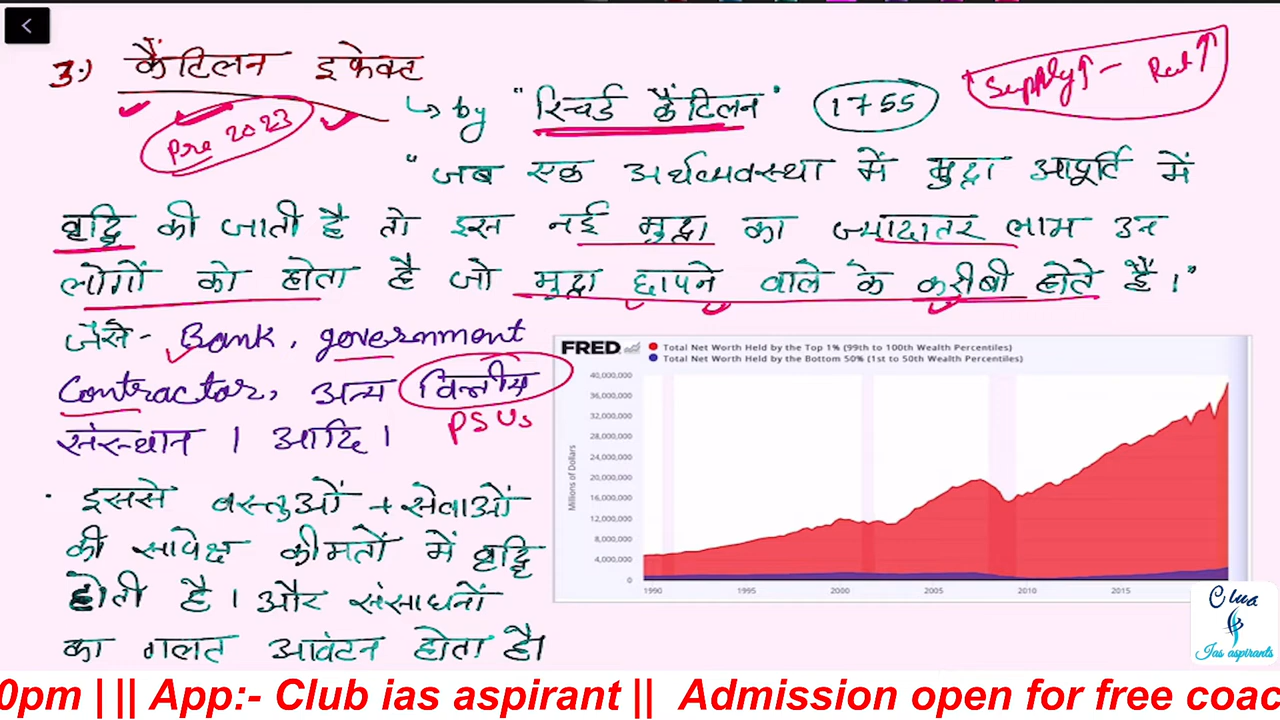 3.) कैंटिलन इफेक्ट
Pre 2023
↳ by "रिचर्ड कैंटिलन" 1755
Supply↑ -
"जब एक अर्थव्यवस्था में मुद्रा आपूर्ति में
वृद्धि की जाती है तो इस नई मुद्रा का ज्यादातर लाभ उन
लोगों को होता है जो मुद्रा छापने वाले के करीबी होते हैं।"
जैसे- Bank, government
Contractor, अन्य वित्तीय
PSUs
संस्थान । आदि ।
· इससे वस्तुओं + सेवाओं
की सापेक्ष कीमतों में वृद्धि
होती है । और संसाधनों
का गलत आवंटन होता है।
FRED
Total Net Worth Held by the Top 1% (99th to 100th Wealth Percentiles)
Total Net Worth Held by the Bottom 50% (1st to 50th Wealth Percentiles)
Millions of Dollars
40,000,000
36,000,000
32,000,000
28,000,000
24,000,000
20,000,000
16,000,000
12,000,000
8,000,000
4,000,000
0
1990 1995 2000 2005 2010 2015
Club
Ias aspirants
0pm | || App:- Club ias aspirant || Admission open for free coac